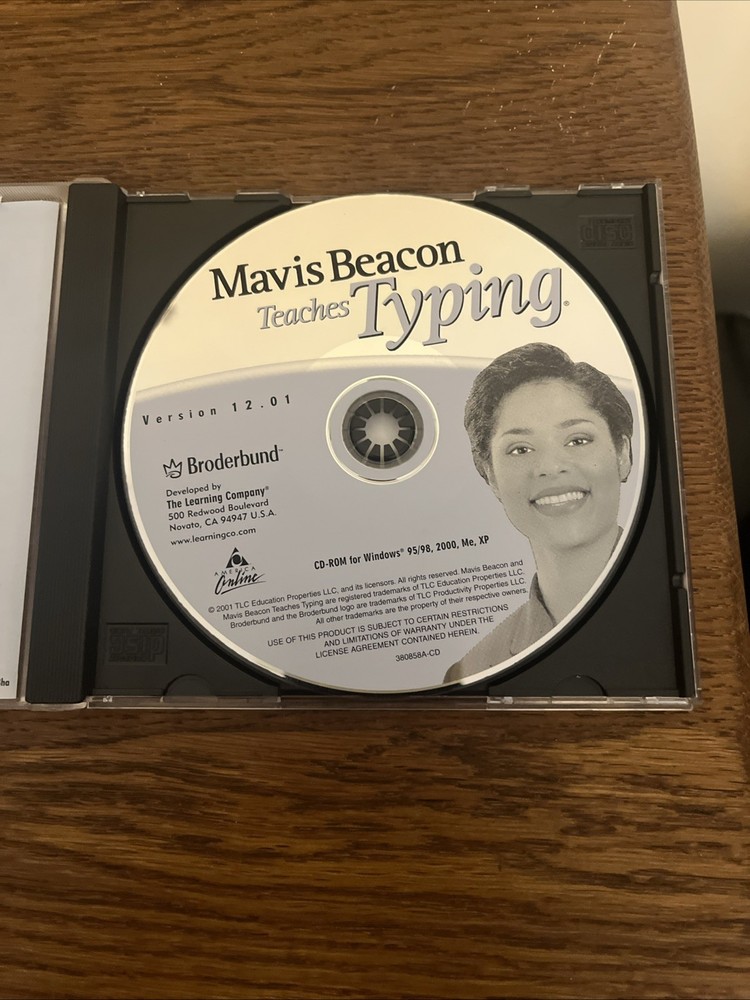 Mavis Beacon
Teaches Typing®
Version 12.01
Broderbund™
Developed by
The Learning Company®
500 Redwood Boulevard
Novato, CA 94947 U.S.A.
www.learningco.com
AMERICA
Online
CD-ROM for Windows® 95/98, 2000, Me, XP
© 2001 TLC Education Properties LLC, and its licensors. All rights reserved. Mavis Beacon and
Mavis Beacon Teaches Typing are registered trademarks of TLC Education Properties LLC.
Broderbund and the Broderbund logo are trademarks of TLC Productivity Properties LLC.
All other trademarks are the property of their respective owners.
USE OF THIS PRODUCT IS SUBJECT TO CERTAIN RESTRICTIONS
AND LIMITATIONS OF WARRANTY UNDER THE
LICENSE AGREEMENT CONTAINED HEREIN.
380858A-CD